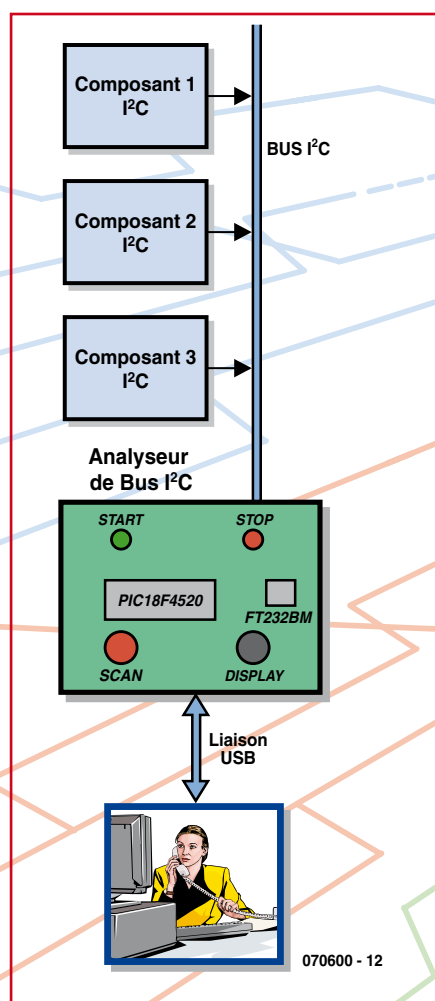 Composant 1
I²C
BUS I²C
Composant 2
I²C
Composant 3
I²C
Analyseur
de Bus I²C
START STOP
PIC18F4520
FT232BM
SCAN DISPLAY
Liaison
USB
070600 - 12